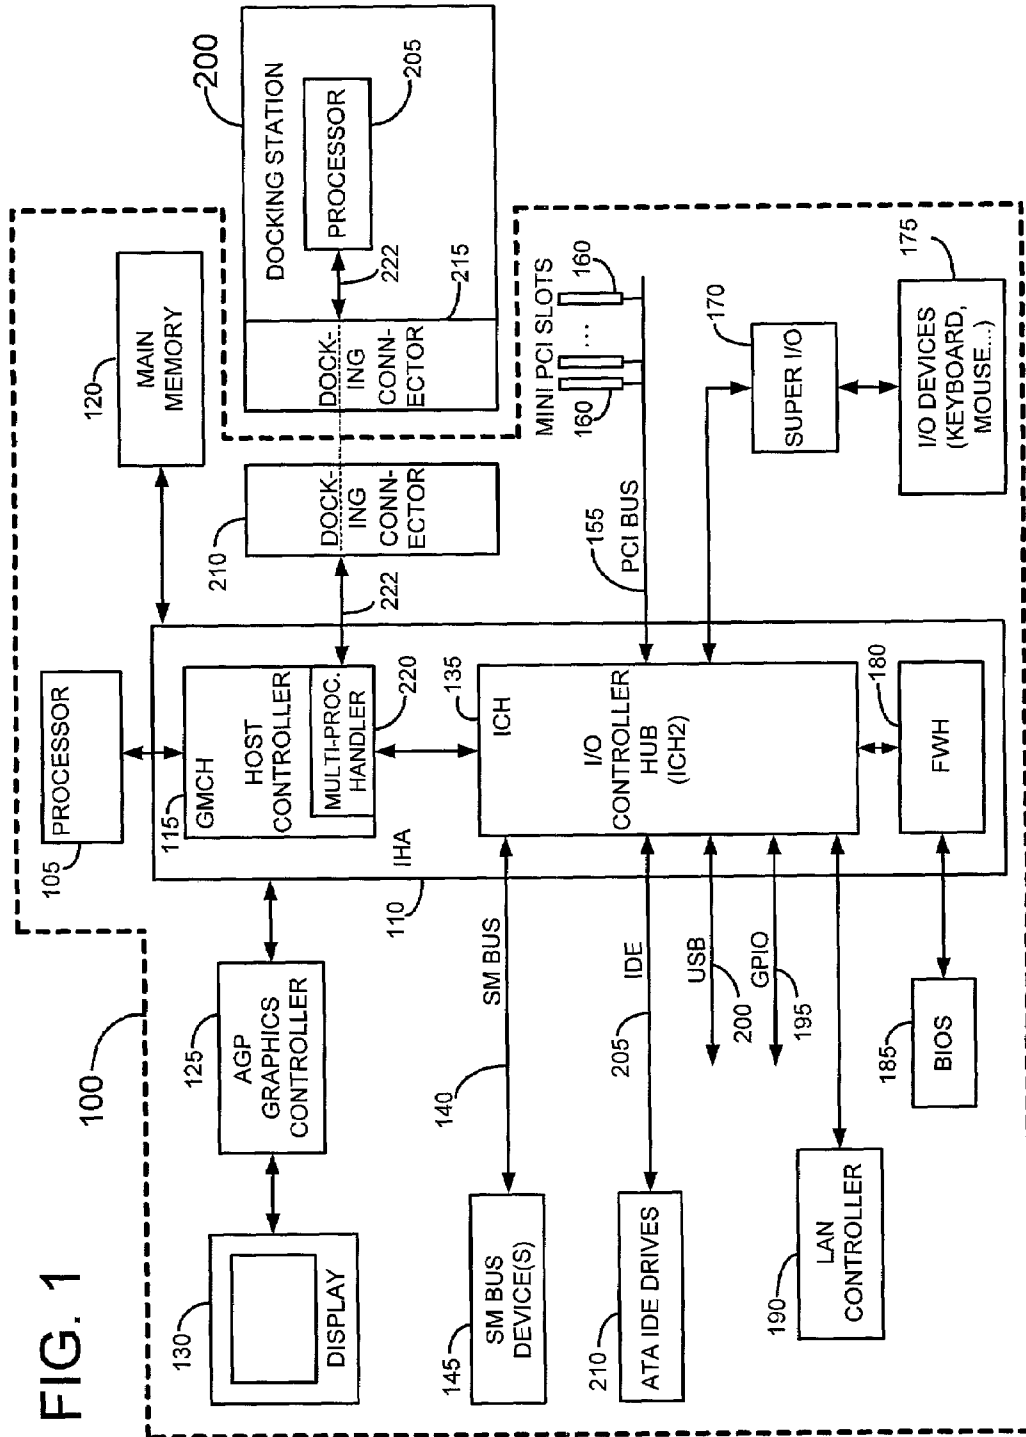 FIG. 1
100
105
PROCESSOR
120
MAIN
MEMORY
200
DOCKING STATION
PROCESSOR
205
222
215
DOCK-
ING
CONN-
ECTOR
210
DOCK-
ING
CONN-
ECTOR
222
130
DISPLAY
125
AGP
GRAPHICS
CONTROLLER
110
IHA
115
GMCH
HOST
CONTROLLER
MULTI-PROC.
HANDLER
220
135
ICH
I/O
CONTROLLER
HUB
(ICH2)
145
SM BUS
DEVICE(S)
140
SM BUS
210
ATA IDE DRIVES
205
IDE
USB
200
GPIO
195
155
PCI BUS
MINI PCI SLOTS
160
...
160
170
SUPER I/O
175
I/O DEVICES
(KEYBOARD,
MOUSE...)
190
LAN
CONTROLLER
185
BIOS
180
FWH